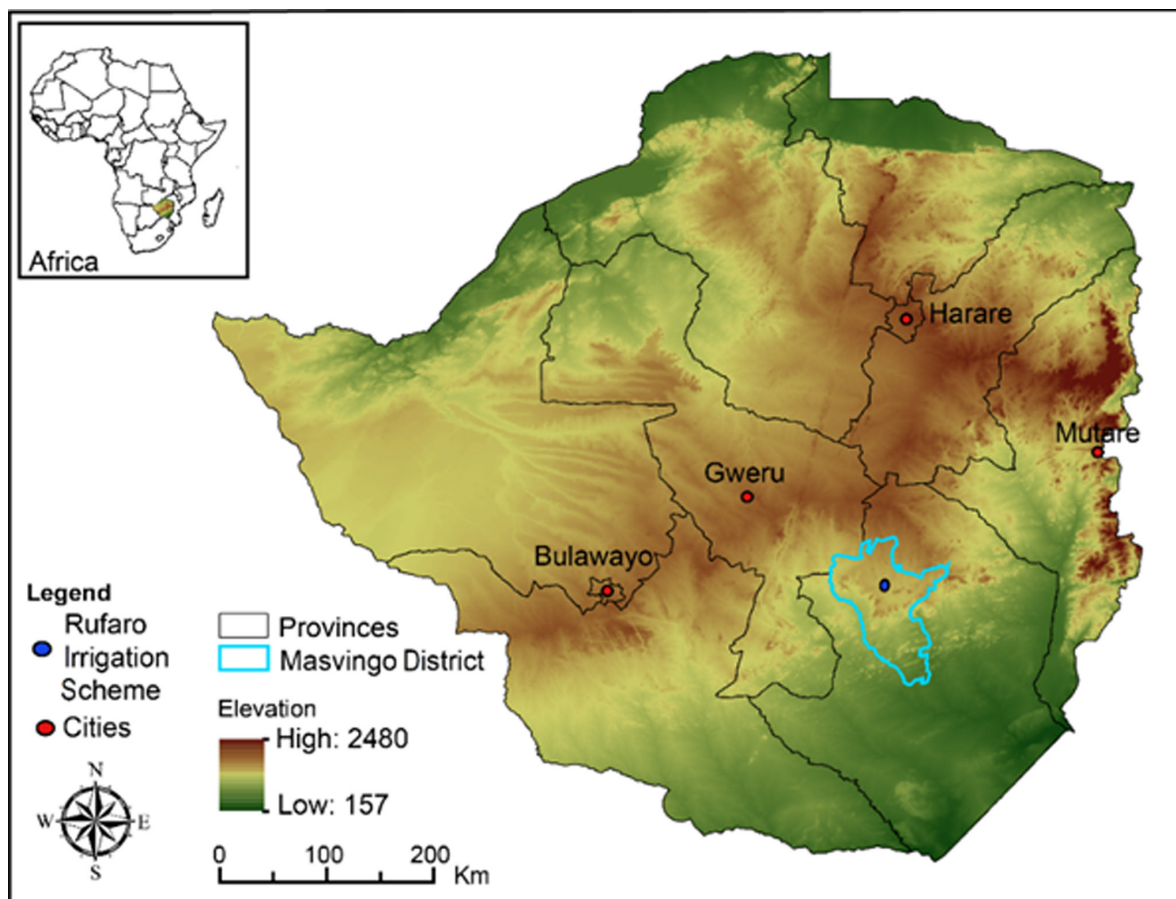 Africa
Harare
Mutare
Gweru
Bulawayo
Legend
Rufaro
Irrigation
Scheme
Cities
Provinces
Masvingo District
Elevation
High: 2480
Low: 157
N
W E
S
0 100 200
Km